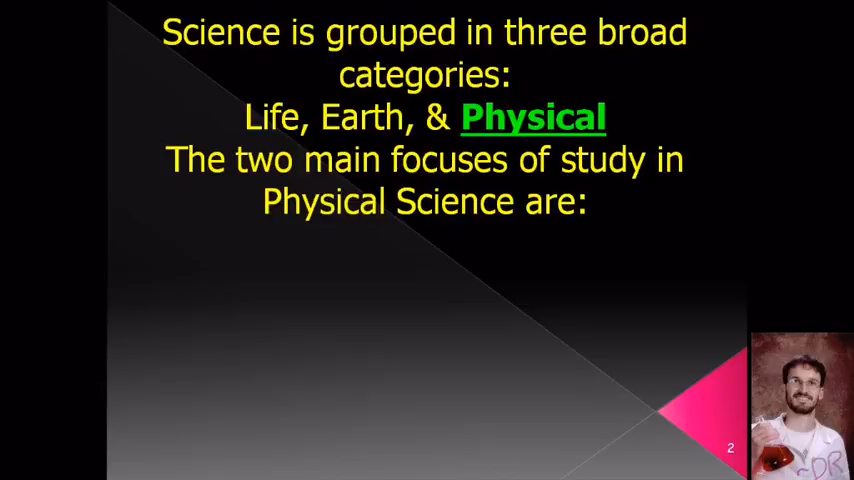 Science is grouped in three broad
categories:
Life, Earth, & Physical
The two main focuses of study in
Physical Science are:
2